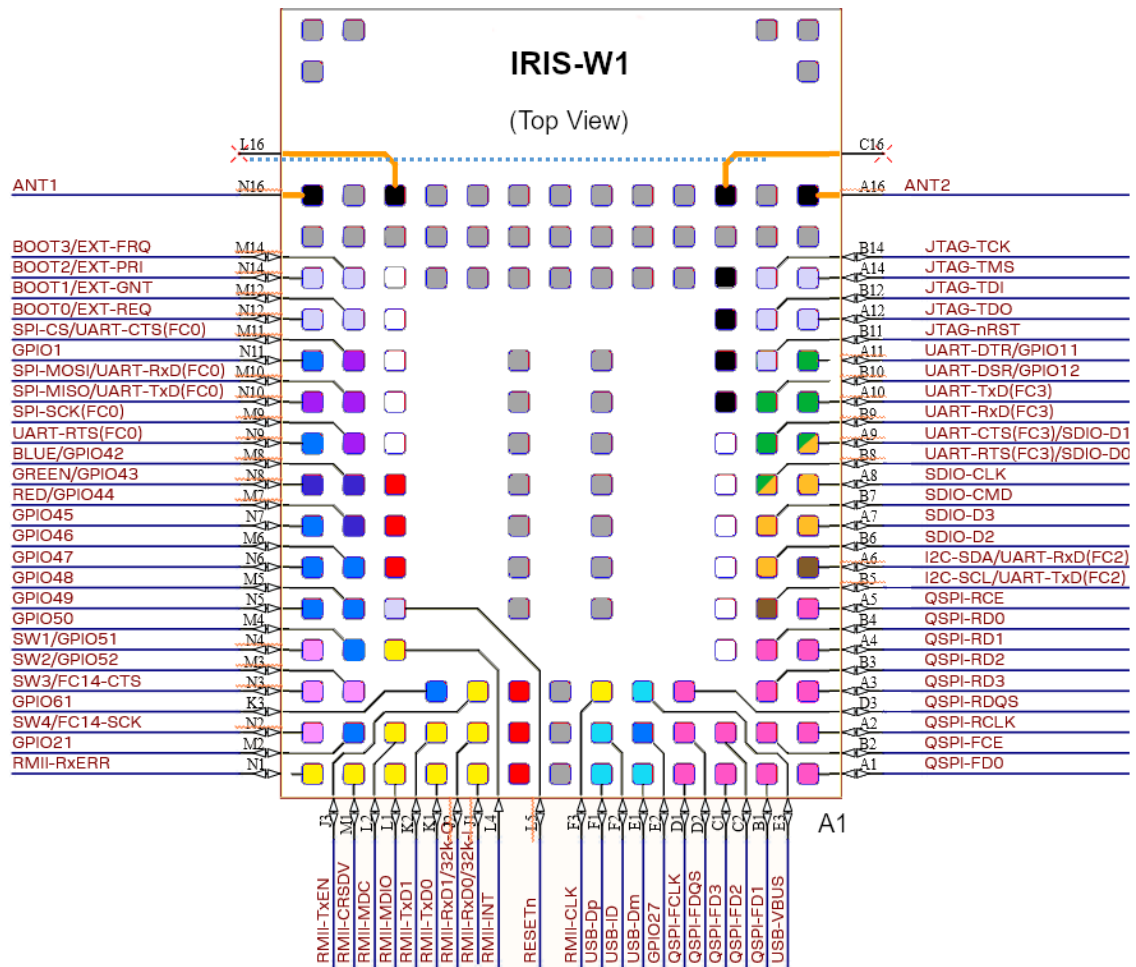 IRIS-W1
(Top View)
L16
C16
ANT1 N16
A16 ANT2
BOOT3/EXT-FRQ M14
BOOT2/EXT-PRI N14
BOOT1/EXT-GNT M12
BOOT0/EXT-REQ N12
SPI-CS/UART-CTS(FC0) M11
GPIO1 N11
SPI-MOSI/UART-RxD(FC0) M10
SPI-MISO/UART-TxD(FC0) N10
SPI-SCK(FC0) M9
UART-RTS(FC0) N9
BLUE/GPIO42 M8
GREEN/GPIO43 N8
RED/GPIO44 M7
GPIO45 N7
GPIO46 M6
GPIO47 N6
GPIO48 M5
GPIO49 N5
GPIO50 M4
SW1/GPIO51 N4
SW2/GPIO52 M3
SW3/FC14-CTS N3
GPIO61 K3
SW4/FC14-SCK N2
GPIO21 M2
RMII-RxERR N1
B14 JTAG-TCK
A14 JTAG-TMS
B12 JTAG-TDI
A12 JTAG-TDO
B11 JTAG-nRST
A11 UART-DTR/GPIO11
B10 UART-DSR/GPIO12
A10 UART-TxD(FC3)
B9 UART-RxD(FC3)
A9 UART-CTS(FC3)/SDIO-D1
B8 UART-RTS(FC3)/SDIO-D0
A8 SDIO-CLK
B7 SDIO-CMD
A7 SDIO-D3
B6 SDIO-D2
A6 I2C-SDA/UART-RxD(FC2)
B5 I2C-SCL/UART-TxD(FC2)
A5 QSPI-RCE
B4 QSPI-RD0
A4 QSPI-RD1
B3 QSPI-RD2
A3 QSPI-RD3
D3 QSPI-RDQS
A2 QSPI-RCLK
B2 QSPI-FCE
A1 QSPI-FD0
A1
J3 RMII-TxEN
M1 RMII-CRSDV
L2 RMII-MDC
L1 RMII-MDIO
K2 RMII-TxD1
K1 RMII-TxD0
J2 RMII-RxD1/32k-O
J1 RMII-RxD0/32k-I
L4 RMII-INT
L5 RESETn
F3 RMII-CLK
F1 USB-Dp
F2 USB-ID
E1 USB-Dm
E2 GPIO27
D1 QSPI-FCLK
D2 QSPI-FDQS
C1 QSPI-FD3
C2 QSPI-FD2
B1 QSPI-FD1
E3 USB-VBUS